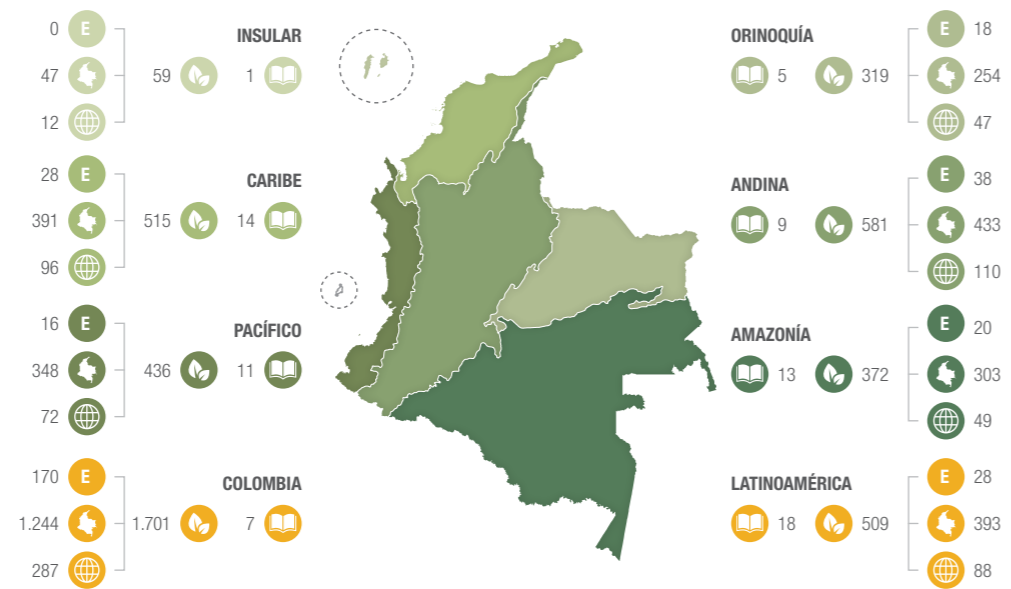 INSULAR
0 E
47
12
59
1
CARIBE
28 E
391
96
515
14
PACÍFICO
16 E
348
72
436
11
COLOMBIA
170 E
1.244
287
1.701
7
ORINOQUÍA
5
319
E 18
254
47
ANDINA
9
581
E 38
433
110
AMAZONÍA
13
372
E 20
303
49
LATINOAMÉRICA
18
509
E 28
393
88